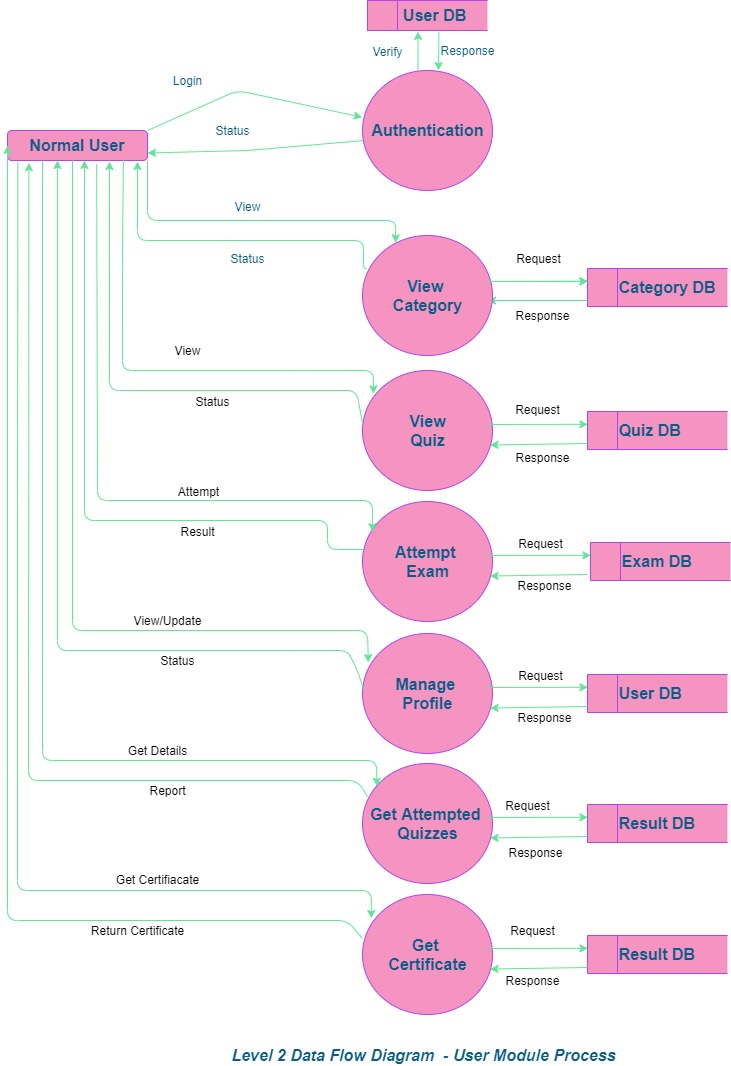 User DB
Verify
Response
Login
Authentication
Status
Normal User
View
Status
View
Category
Request
Category DB
Response
View
Status
View
Quiz
Request
Quiz DB
Response
Attempt
Result
Attempt
Exam
Request
Exam DB
Response
View/Update
Status
Manage
Profile
Request
User DB
Response
Get Details
Report
Get Attempted
Quizzes
Request
Result DB
Response
Get Certifiacate
Return Certificate
Get
Certificate
Request
Result DB
Response
Level 2 Data Flow Diagram - User Module Process